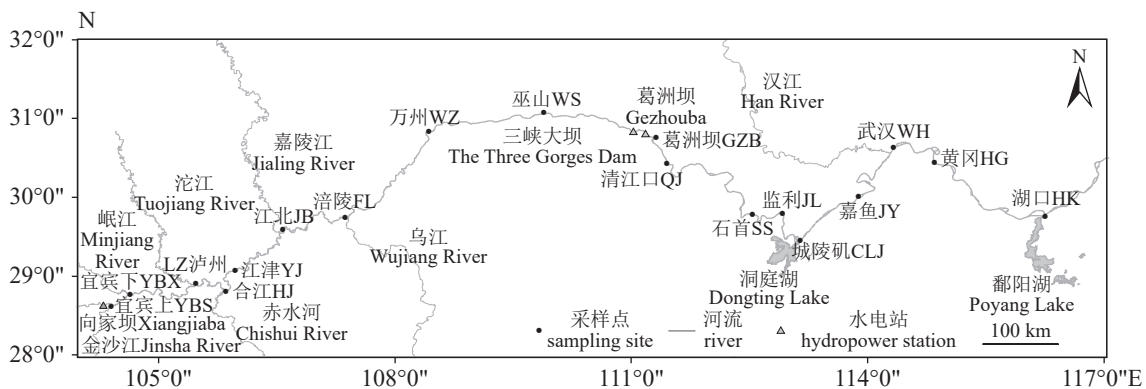 N
32°0′0″
31°0′0″
30°0′0″
29°0′0″
28°0′0″
N
汉江
Han River
巫山WS
葛洲坝
Gezhouba
万州WZ
三峡大坝
The Three Gorges Dam
葛洲坝GZB
武汉WH
黄冈HG
嘉陵江
Jialing River
清江口QJ
沱江
Tuojiang River
涪陵FL
监利JL
湖口HK
江北JB
石首SS
嘉鱼JY
岷江
Minjiang
River
乌江
Wujiang River
城陵矶CLJ
LZ泸州
江津YJ
洞庭湖
Dongting Lake
鄱阳湖
Poyang Lake
宜宾下YBX
合江HJ
宜宾上YBS
赤水河
Chishui River
向家坝Xiangjiaba
金沙江Jinsha River
采样点
sampling site
河流
river
水电站
hydropower station
100 km
105°0″
108°0″
111°0″
114°0″
117°0″E